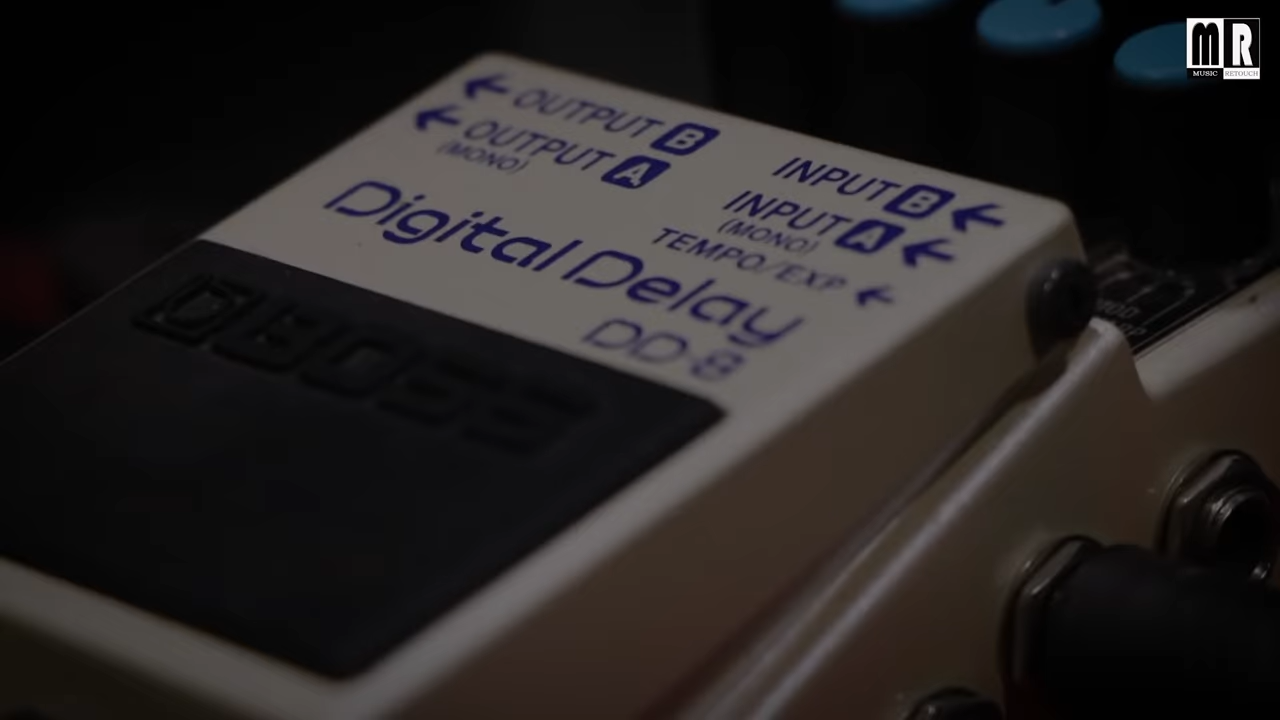 MR
MUSIC RETOUCH
← OUTPUT B
← OUTPUT A
(MONO)
INPUT B ←
INPUT A ←
(MONO)
TEMPO/EXP ←
Digital Delay
DD-8
BOSS